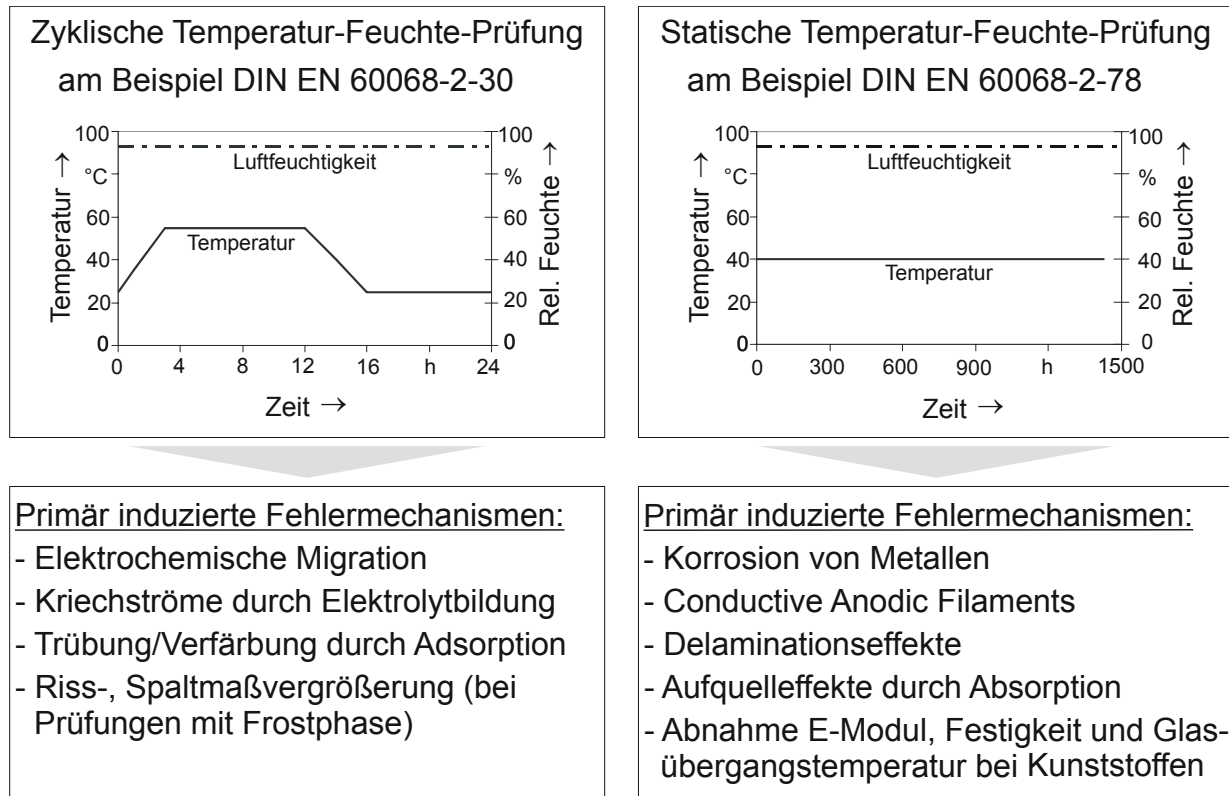 Zyklische Temperatur-Feuchte-Prüfung
am Beispiel DIN EN 60068-2-30
Temperatur →
100
°C
60
40
20
0
Luftfeuchtigkeit
Temperatur
100
%
60
40
20
0
Rel. Feuchte →
0 4 8 12 16 h 24
Zeit →
Statische Temperatur-Feuchte-Prüfung
am Beispiel DIN EN 60068-2-78
Temperatur →
100
°C
60
40
20
0
Luftfeuchtigkeit
Temperatur
100
%
60
40
20
0
Rel. Feuchte →
0 300 600 900 h 1500
Zeit →
Primär induzierte Fehlermechanismen:
- Elektrochemische Migration
- Kriechströme durch Elektrolytbildung
- Trübung/Verfärbung durch Adsorption
- Riss-, Spaltmaßvergrößerung (bei
Prüfungen mit Frostphase)
Primär induzierte Fehlermechanismen:
- Korrosion von Metallen
- Conductive Anodic Filaments
- Delaminationseffekte
- Aufquelleffekte durch Absorption
- Abnahme E-Modul, Festigkeit und Glas-
übergangstemperatur bei Kunststoffen